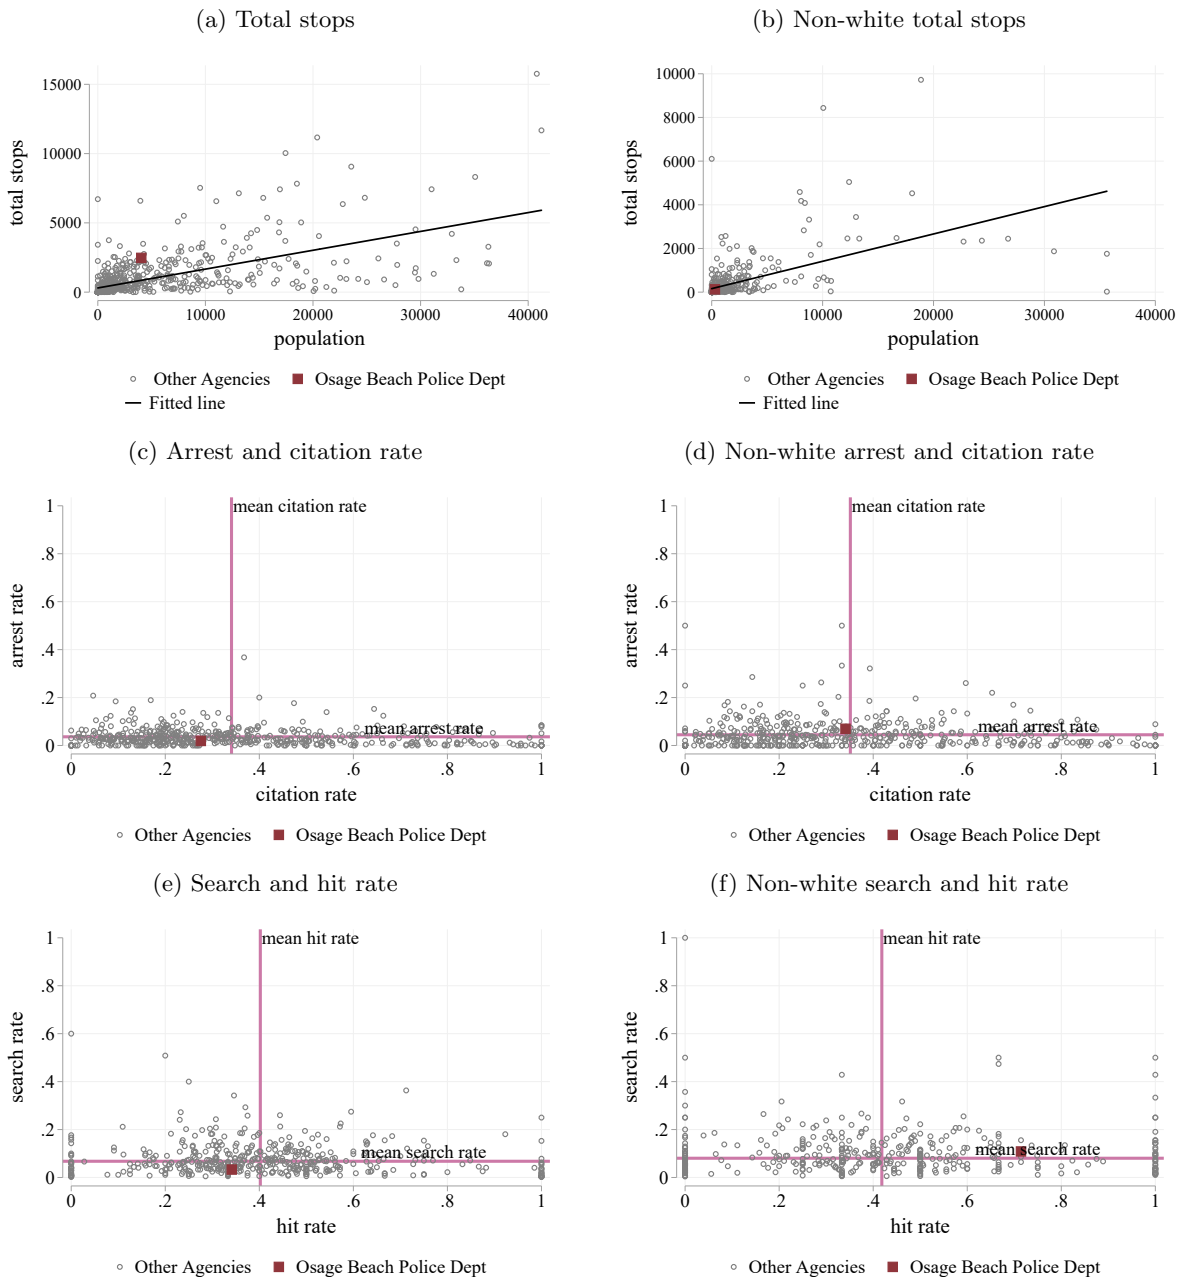 (a) Total stops
(b) Non-white total stops
total stops
15000
10000
5000
0
0 10000 20000 30000 40000
population
Other Agencies Osage Beach Police Dept
Fitted line
total stops
10000
8000
6000
4000
2000
0
0 10000 20000 30000 40000
population
Other Agencies Osage Beach Police Dept
Fitted line
(c) Arrest and citation rate
(d) Non-white arrest and citation rate
arrest rate
1
.8
.6
.4
.2
0
mean citation rate
mean arrest rate
0 .2 .4 .6 .8 1
citation rate
Other Agencies Osage Beach Police Dept
arrest rate
1
.8
.6
.4
.2
0
mean citation rate
mean arrest rate
0 .2 .4 .6 .8 1
citation rate
Other Agencies Osage Beach Police Dept
(e) Search and hit rate
(f) Non-white search and hit rate
search rate
1
.8
.6
.4
.2
0
mean hit rate
mean search rate
0 .2 .4 .6 .8 1
hit rate
Other Agencies Osage Beach Police Dept
search rate
1
.8
.6
.4
.2
0
mean hit rate
mean search rate
0 .2 .4 .6 .8 1
hit rate
Other Agencies Osage Beach Police Dept